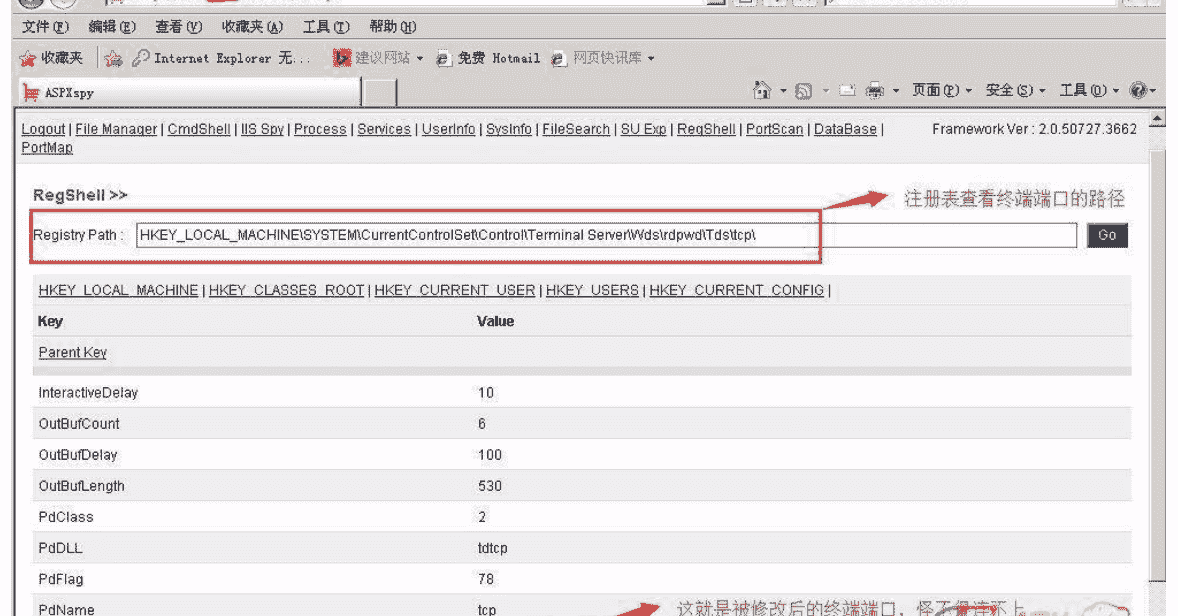 文件(F) 编辑(E) 查看(V) 收藏夹(A) 工具(T) 帮助(H)
收藏夹 Internet Explorer 无... 建议网站 免费 Hotmail 网页快讯库
ASPXspy 页面(P) 安全(S) 工具(O)
Logout | File Manager | CmdShell | IIS Spy | Process | Services | UserInfo | SysInfo | FileSearch | SU Exp | RegShell | PortScan | DataBase | Framework Ver : 2.0.50727.3662
PortMap
RegShell >>
注册表查看终端端口的路径
Registry Path : HKEY_LOCAL_MACHINE\SYSTEM\CurrentControlSet\Control\Terminal Server\Wds\rdpwd\Tds\tcp\ Go
HKEY_LOCAL_MACHINE | HKEY_CLASSES_ROOT | HKEY_CURRENT_USER | HKEY_USERS | HKEY_CURRENT_CONFIG |
Key Value
Parent Key
InteractiveDelay 10
OutBufCount 6
OutBufDelay 100
OutBufLength 530
PdClass 2
PdDLL tdtcp
PdFlag 78
PdName tcp
这就是被修改后的终端端口，怪不得连不上